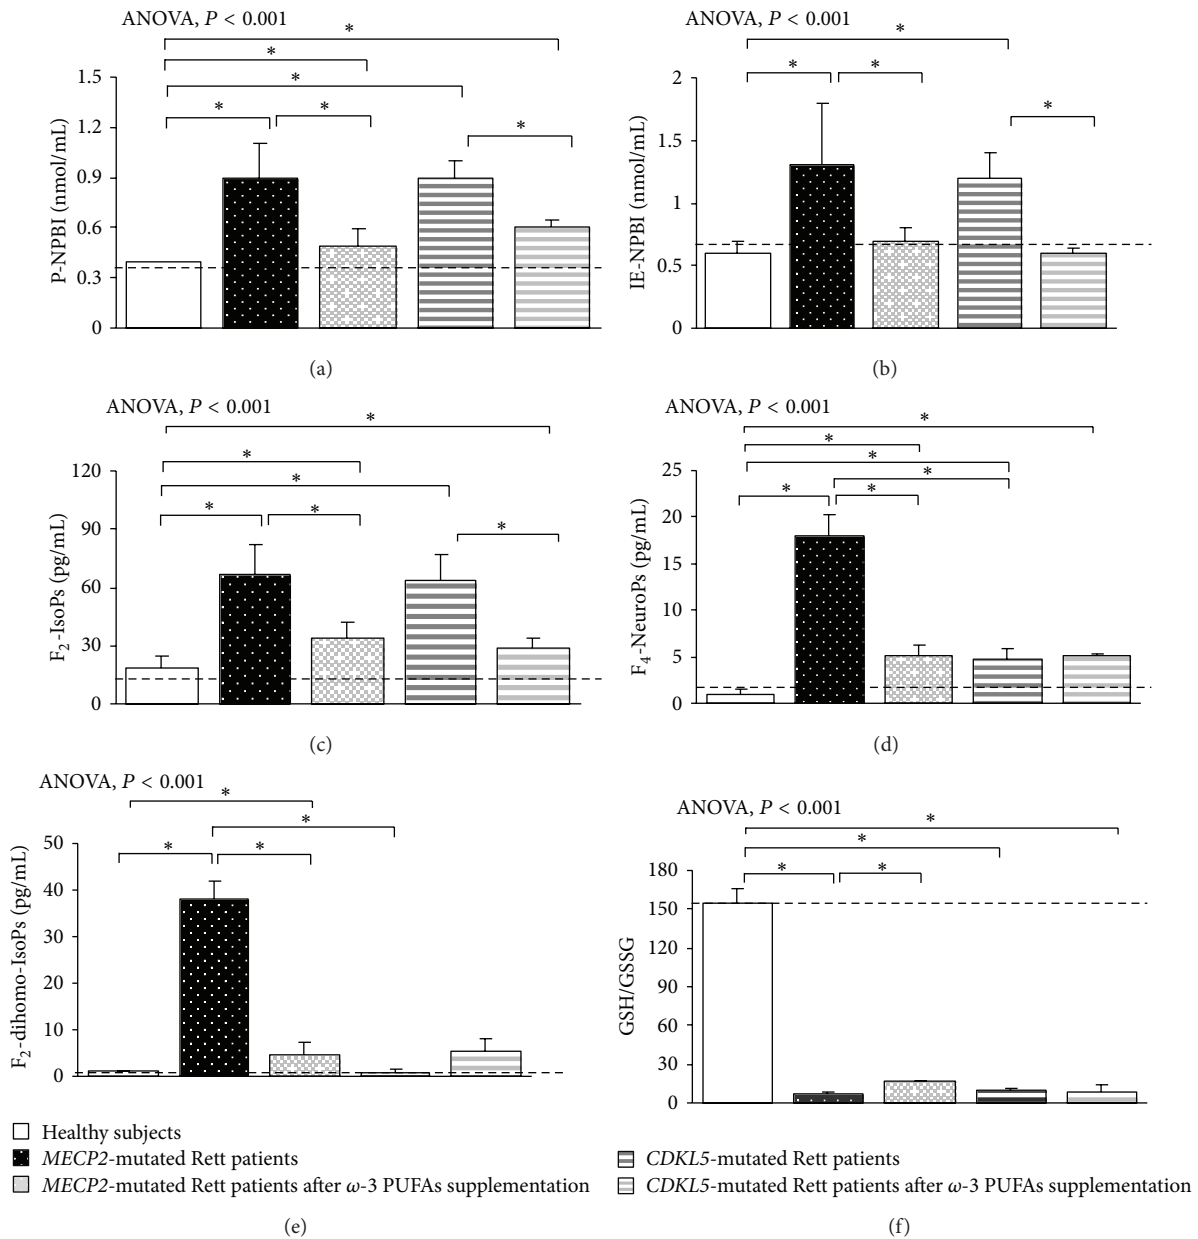 ANOVA, P < 0.001
*
*
*
*
*
*
P-NPBI (nmol/mL)
1.5
1.2
0.9
0.6
0.3
0
(a)
ANOVA, P < 0.001
*
*
*
*
IE-NPBI (nmol/mL)
2
1.5
1
0.5
0
(b)
ANOVA, P < 0.001
*
*
*
*
*
*
F₂-IsoPs (pg/mL)
120
90
60
30
0
(c)
ANOVA, P < 0.001
*
*
*
*
*
*
F₄-NeuroPs (pg/mL)
25
20
15
10
5
0
(d)
ANOVA, P < 0.001
*
*
*
*
F₂-dihomo-IsoPs (pg/mL)
50
40
30
20
10
0
ANOVA, P < 0.001
*
*
*
*
GSH/GSSG
180
150
120
90
60
30
0
Healthy subjects
MECP2-mutated Rett patients
MECP2-mutated Rett patients after ω-3 PUFAs supplementation
(e)
CDKL5-mutated Rett patients
CDKL5-mutated Rett patients after ω-3 PUFAs supplementation
(f)